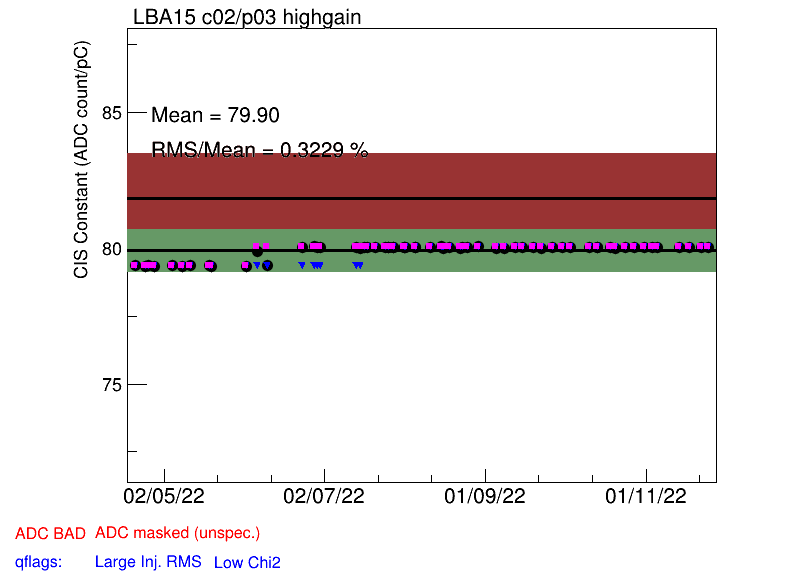 LBA15 c02/p03 highgain
CIS Constant (ADC count/pC)
85
Mean = 79.90
RMS/Mean = 0.3229 %
80
75
02/05/22 02/07/22 01/09/22 01/11/22
ADC BAD ADC masked (unspec.)
qflags: Large Inj. RMS Low Chi2